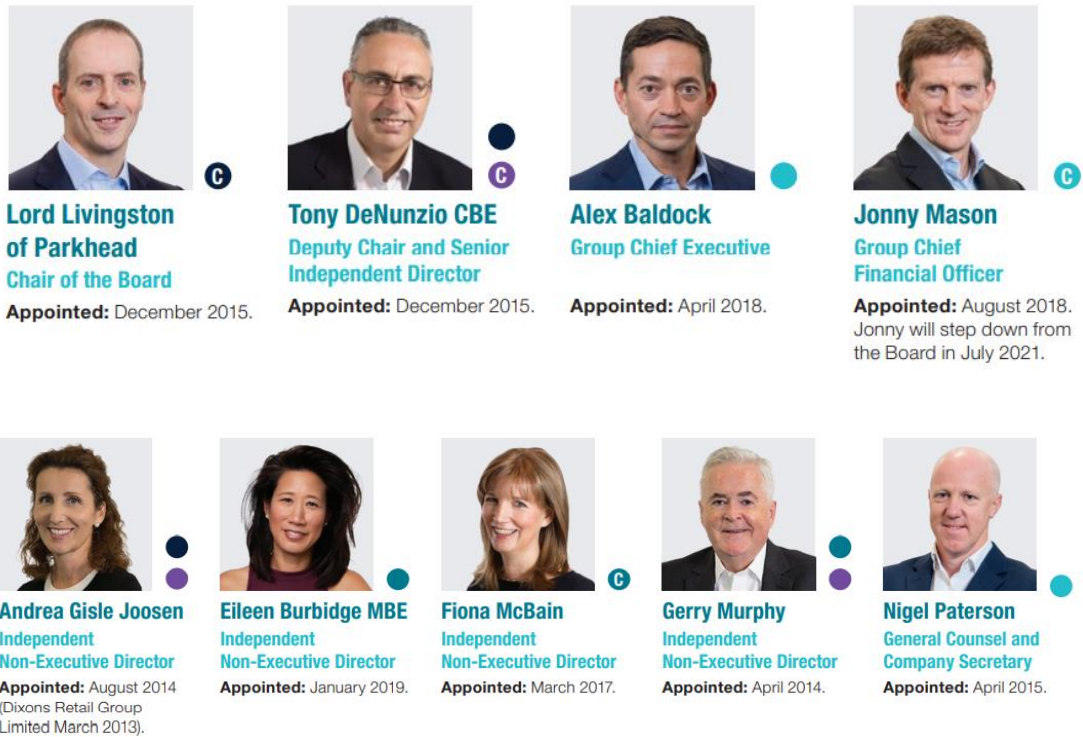 C
Lord Livingston
of Parkhead
Chair of the Board
Appointed: December 2015.
C
Tony DeNunzio CBE
Deputy Chair and Senior
Independent Director
Appointed: December 2015.
Alex Baldock
Group Chief Executive
Appointed: April 2018.
C
Jonny Mason
Group Chief
Financial Officer
Appointed: August 2018.
Jonny will step down from
the Board in July 2021.
Andrea Gisle Joosen
Independent
Non-Executive Director
Appointed: August 2014
(Dixons Retail Group
Limited March 2013).
Eileen Burbidge MBE
Independent
Non-Executive Director
Appointed: January 2019.
C
Fiona McBain
Independent
Non-Executive Director
Appointed: March 2017.
Gerry Murphy
Independent
Non-Executive Director
Appointed: April 2014.
Nigel Paterson
General Counsel and
Company Secretary
Appointed: April 2015.